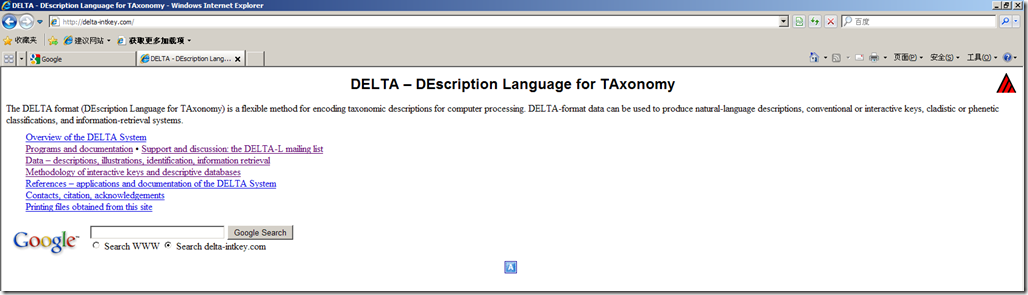 DELTA - DEscription Language for TAxonomy - Windows Internet Explorer
http://delta-intkey.com/
百度
收藏夹 建议网站 获取更多加载项
Google DELTA - DEscription Lang... 页面(P) 安全(S) 工具(O)
DELTA – DEscription Language for TAxonomy
The DELTA format (DEscription Language for TAxonomy) is a flexible method for encoding taxonomic descriptions for computer processing. DELTA-format data can be used to produce natural-language descriptions, conventional or interactive keys, cladistic or phenetic
classifications, and information-retrieval systems.
Overview of the DELTA System
Programs and documentation • Support and discussion: the DELTA-L mailing list
Data – descriptions, illustrations, identification, information retrieval
Methodology of interactive keys and descriptive databases
References – applications and documentation of the DELTA System
Contacts, citation, acknowledgements
Printing files obtained from this site
Google™ Google Search
Search WWW Search delta-intkey.com